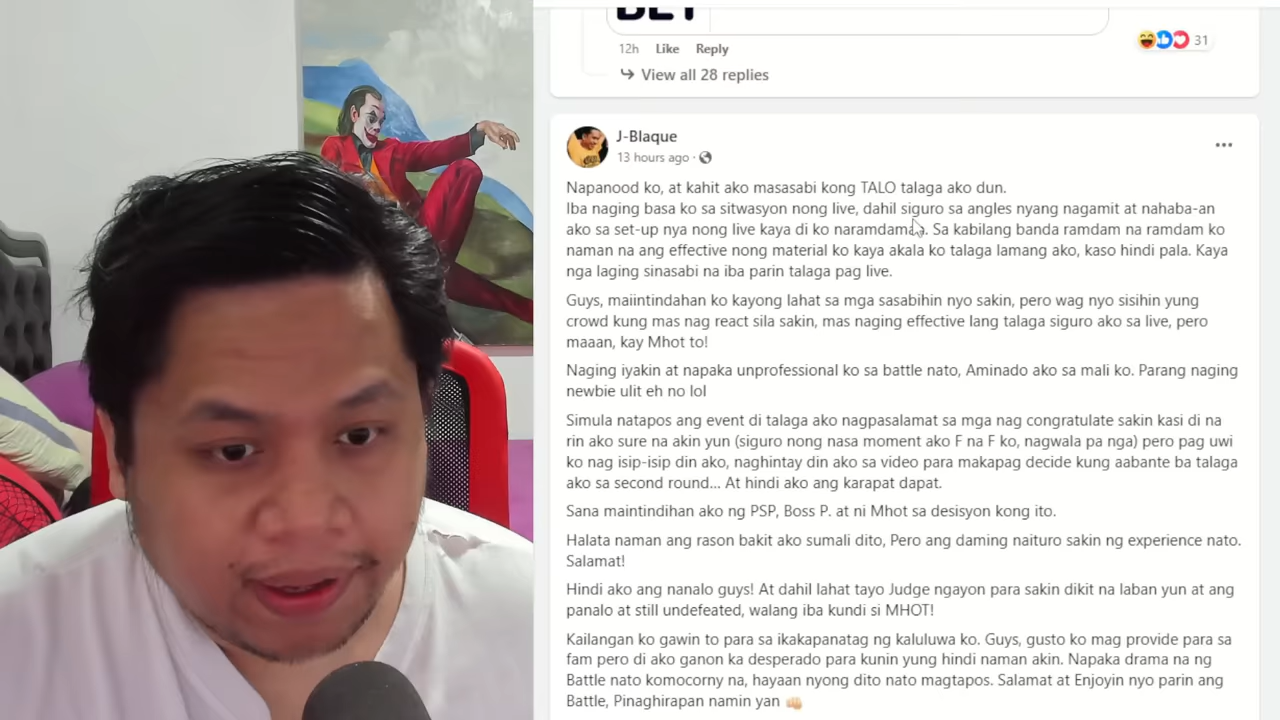 BET
12h Like Reply
31
View all 28 replies
J-Blaque
13 hours ago ·
Napanood ko, at kahit ako masasabi kong TALO talaga ako dun.
Iba naging basa ko sa sitwasyon nong live, dahil siguro sa angles nyang nagamit at nahaba-an
ako sa set-up nya nong live kaya di ko naramdaman. Sa kabilang banda ramdam na ramdam ko
naman na ang effective nong material ko kaya akala ko talaga lamang ako, kaso hindi pala. Kaya
nga laging sinasabi na iba parin talaga pag live.
Guys, maiintindahan ko kayong lahat sa mga sasabihin nyo sakin, pero wag nyo sisihin yung
crowd kung mas nag react sila sakin, mas naging effective lang talaga siguro ako sa live, pero
maaan, kay Mhot to!
Naging iyakin at napaka unprofessional ko sa battle nato, Aminado ako sa mali ko. Parang naging
newbie ulit eh no lol
Simula natapos ang event di talaga ako nagpasalamat sa mga nag congratulate sakin kasi di na
rin ako sure na akin yun (siguro nong nasa moment ako F na F ko, nagwala pa nga) pero pag uwi
ko nag isip-isip din ako, naghintay din ako sa video para makapag decide kung aabante ba talaga
ako sa second round... At hindi ako ang karapat dapat.
Sana maintindihan ako ng PSP, Boss P. at ni Mhot sa desisyon kong ito.
Halata naman ang rason bakit ako sumali dito, Pero ang daming naituro sakin ng experience nato.
Salamat!
Hindi ako ang nanalo guys! At dahil lahat tayo Judge ngayon para sakin dikit na laban yun at ang
panalo at still undefeated, walang iba kundi si MHOT!
Kailangan ko gawin to para sa ikakapanatag ng kaluluwa ko. Guys, gusto ko mag provide para sa
fam pero di ako ganon ka desperado para kunin yung hindi naman akin. Napaka drama na ng
Battle nato komocorny na, hayaan nyong dito nato magtapos. Salamat at Enjoyin nyo parin ang
Battle, Pinaghirapan namin yan 👊🏻